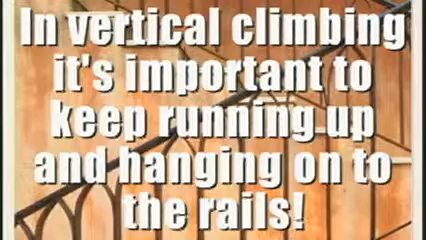 In vertical climbing
it's important to
keep running up
and hanging on to
the rails!